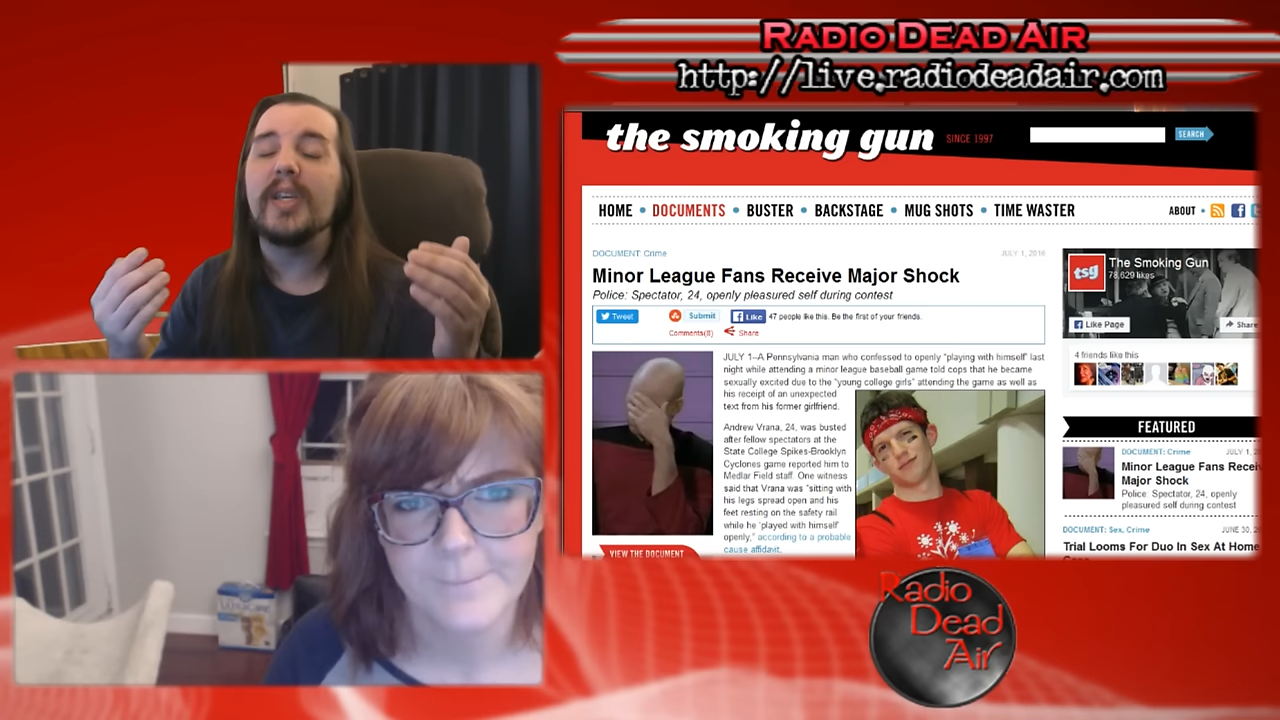 Radio Dead Air
http://live.radiodeadair.com
the smoking gun SINCE 1997 SEARCH
HOME • DOCUMENTS • BUSTER • BACKSTAGE • MUG SHOTS • TIME WASTER ABOUT •
DOCUMENT: Crime JULY 1, 2016
Minor League Fans Receive Major Shock
Police: Spectator, 24, openly pleasured self during contest
Tweet Submit Like 47 people like this. Be the first of your friends.
Comments(8) Share
JULY 1--A Pennsylvania man who confessed to openly "playing with himself" last
night while attending a minor league baseball game told cops that he became
sexually excited due to the "young college girls" attending the game as well as
his receipt of an unexpected
text from his former girlfriend.
Andrew Vrana, 24, was busted
after fellow spectators at the
State College Spikes-Brooklyn
Cyclones game reported him to
Medlar Field staff. One witness
said that Vrana was "sitting with
his legs spread open and his
feet resting on the safety rail
while he 'played with himself'
openly," according to a probable
cause affidavit.
VIEW THE DOCUMENT
tsg
The Smoking Gun
78,629 likes
Like Page Share
4 friends like this
FEATURED
DOCUMENT: Crime JULY 1, 2
Minor League Fans Recei
Major Shock
Police: Spectator, 24, openly
pleasured self during contest
DOCUMENT: Sex, Crime JUNE 30,
Trial Looms For Duo In Sex At Home
Radio
Dead
Air